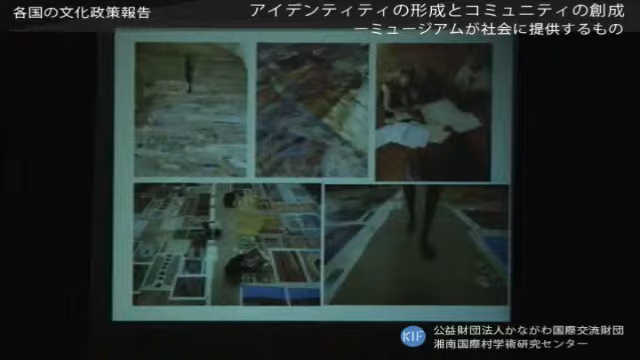 各国の文化政策報告
アイデンティティの形成とコミュニティの創成
ーミュージアムが社会に提供するもの
KIF
公益財団法人かながわ国際交流財団
湘南国際村学術研究センター